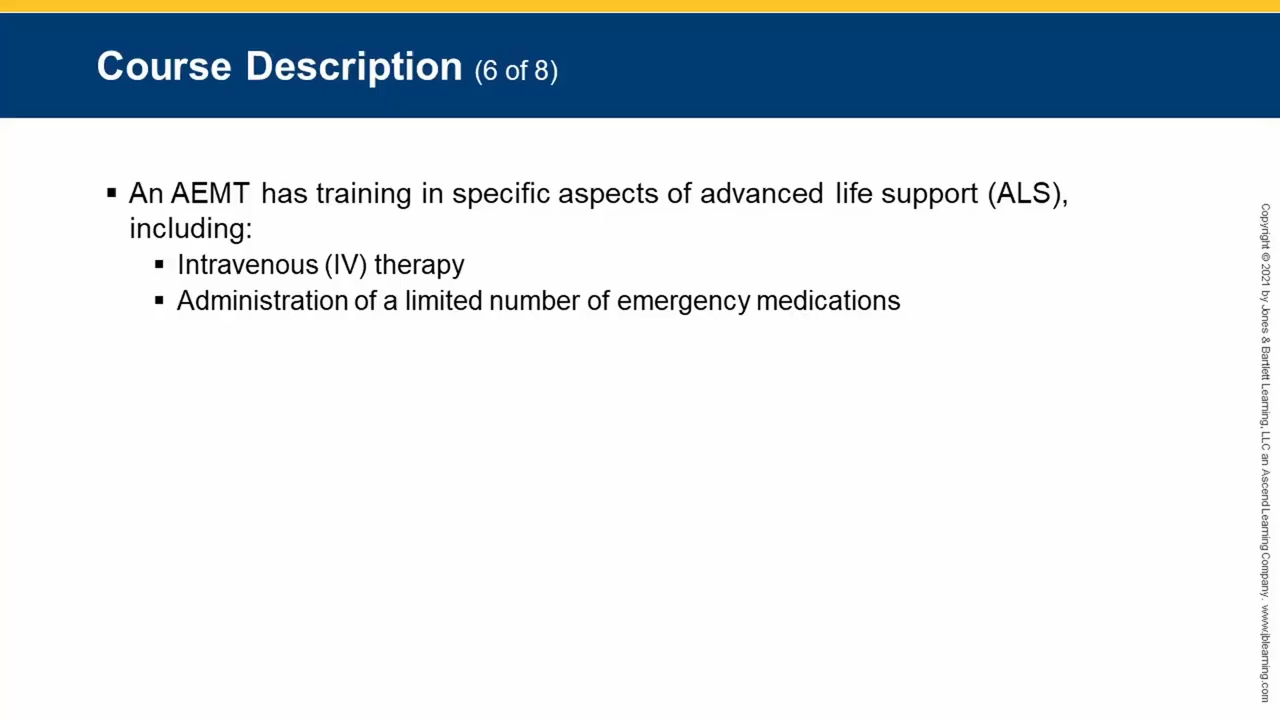 Course Description (6 of 8)
▪ An AEMT has training in specific aspects of advanced life support (ALS),
including:
▪ Intravenous (IV) therapy
▪ Administration of a limited number of emergency medications
Copyright © 2021 by Jones & Bartlett Learning, LLC an Ascend Learning Company. www.jblearning.com